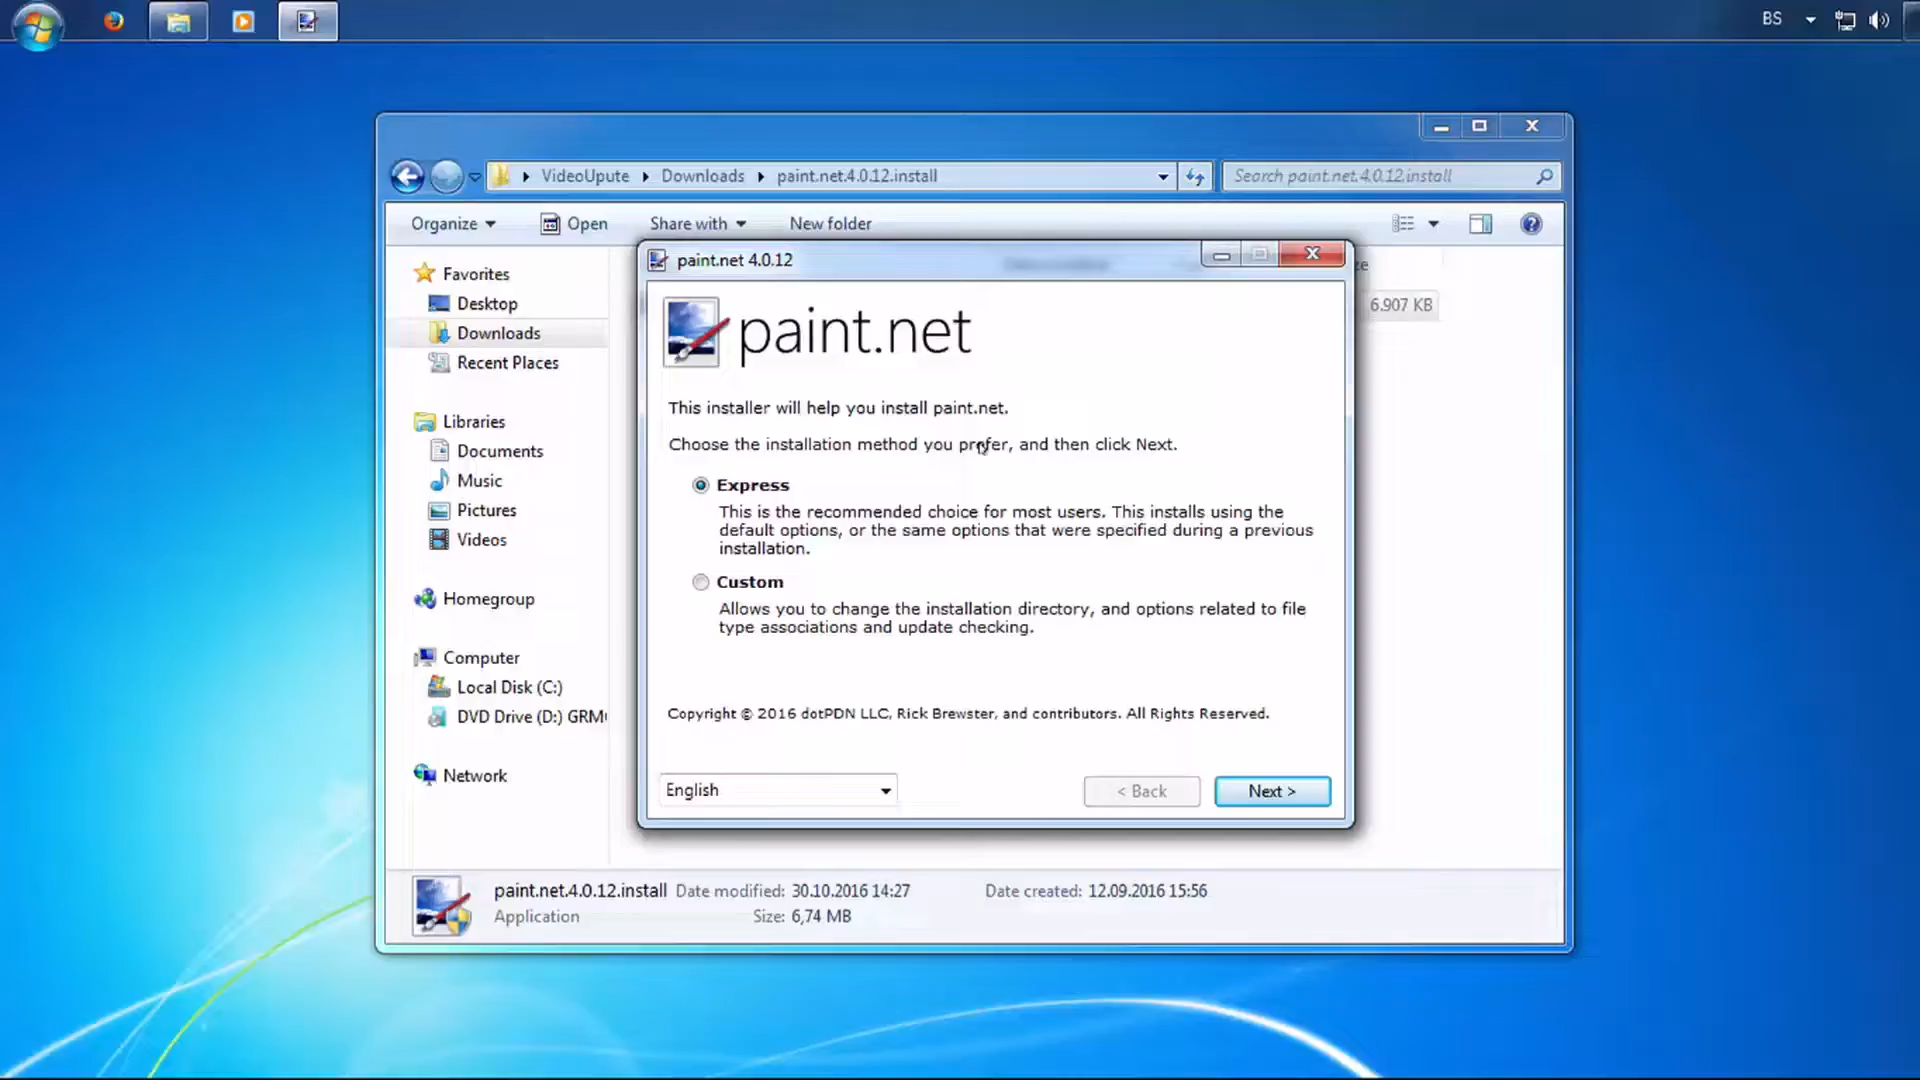 BS
VideoUpute Downloads paint.net.4.0.12.install
Search paint.net.4.0.12.install
Organize Open Share with New folder
Favorites
Desktop
Downloads
Recent Places
Libraries
Documents
Music
Pictures
Videos
Homegroup
Computer
Local Disk (C:)
DVD Drive (D:) GRM
Network
paint.net 4.0.12
6.907 KB
paint.net
This installer will help you install paint.net.
Choose the installation method you prefer, and then click Next.
Express
This is the recommended choice for most users. This installs using the
default options, or the same options that were specified during a previous
installation.
Custom
Allows you to change the installation directory, and options related to file
type associations and update checking.
Copyright © 2016 dotPDN LLC, Rick Brewster, and contributors. All Rights Reserved.
English
< Back Next >
paint.net.4.0.12.install Date modified: 30.10.2016 14:27 Date created: 12.09.2016 15:56
Application Size: 6,74 MB